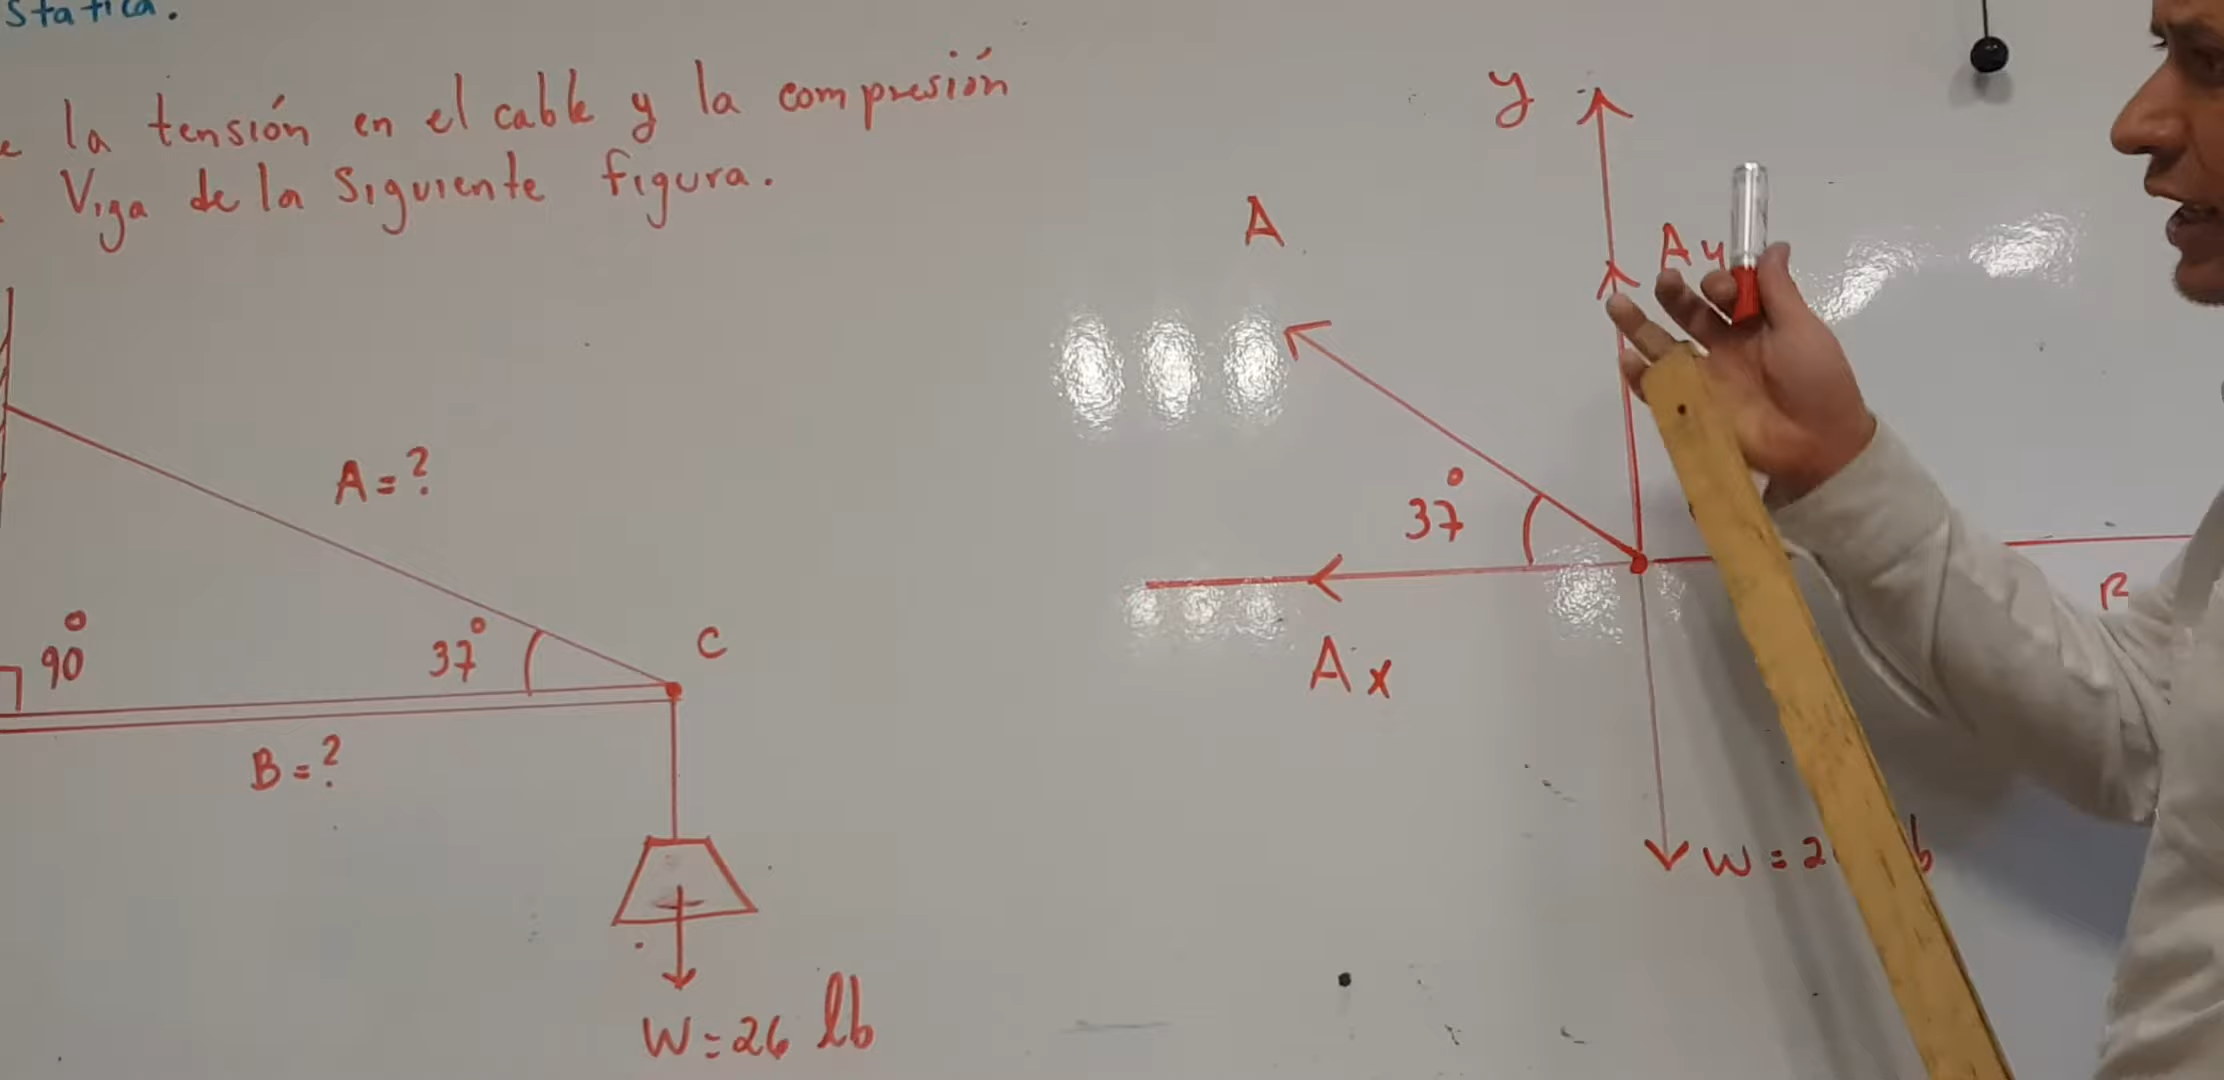 statica.
la tensión en el cable y la compresión
Viga de la siguiente figura.
A=?
90°
37°
C
B=?
W=26 lb
y
A
Ay
37°
Ax
B
W=2